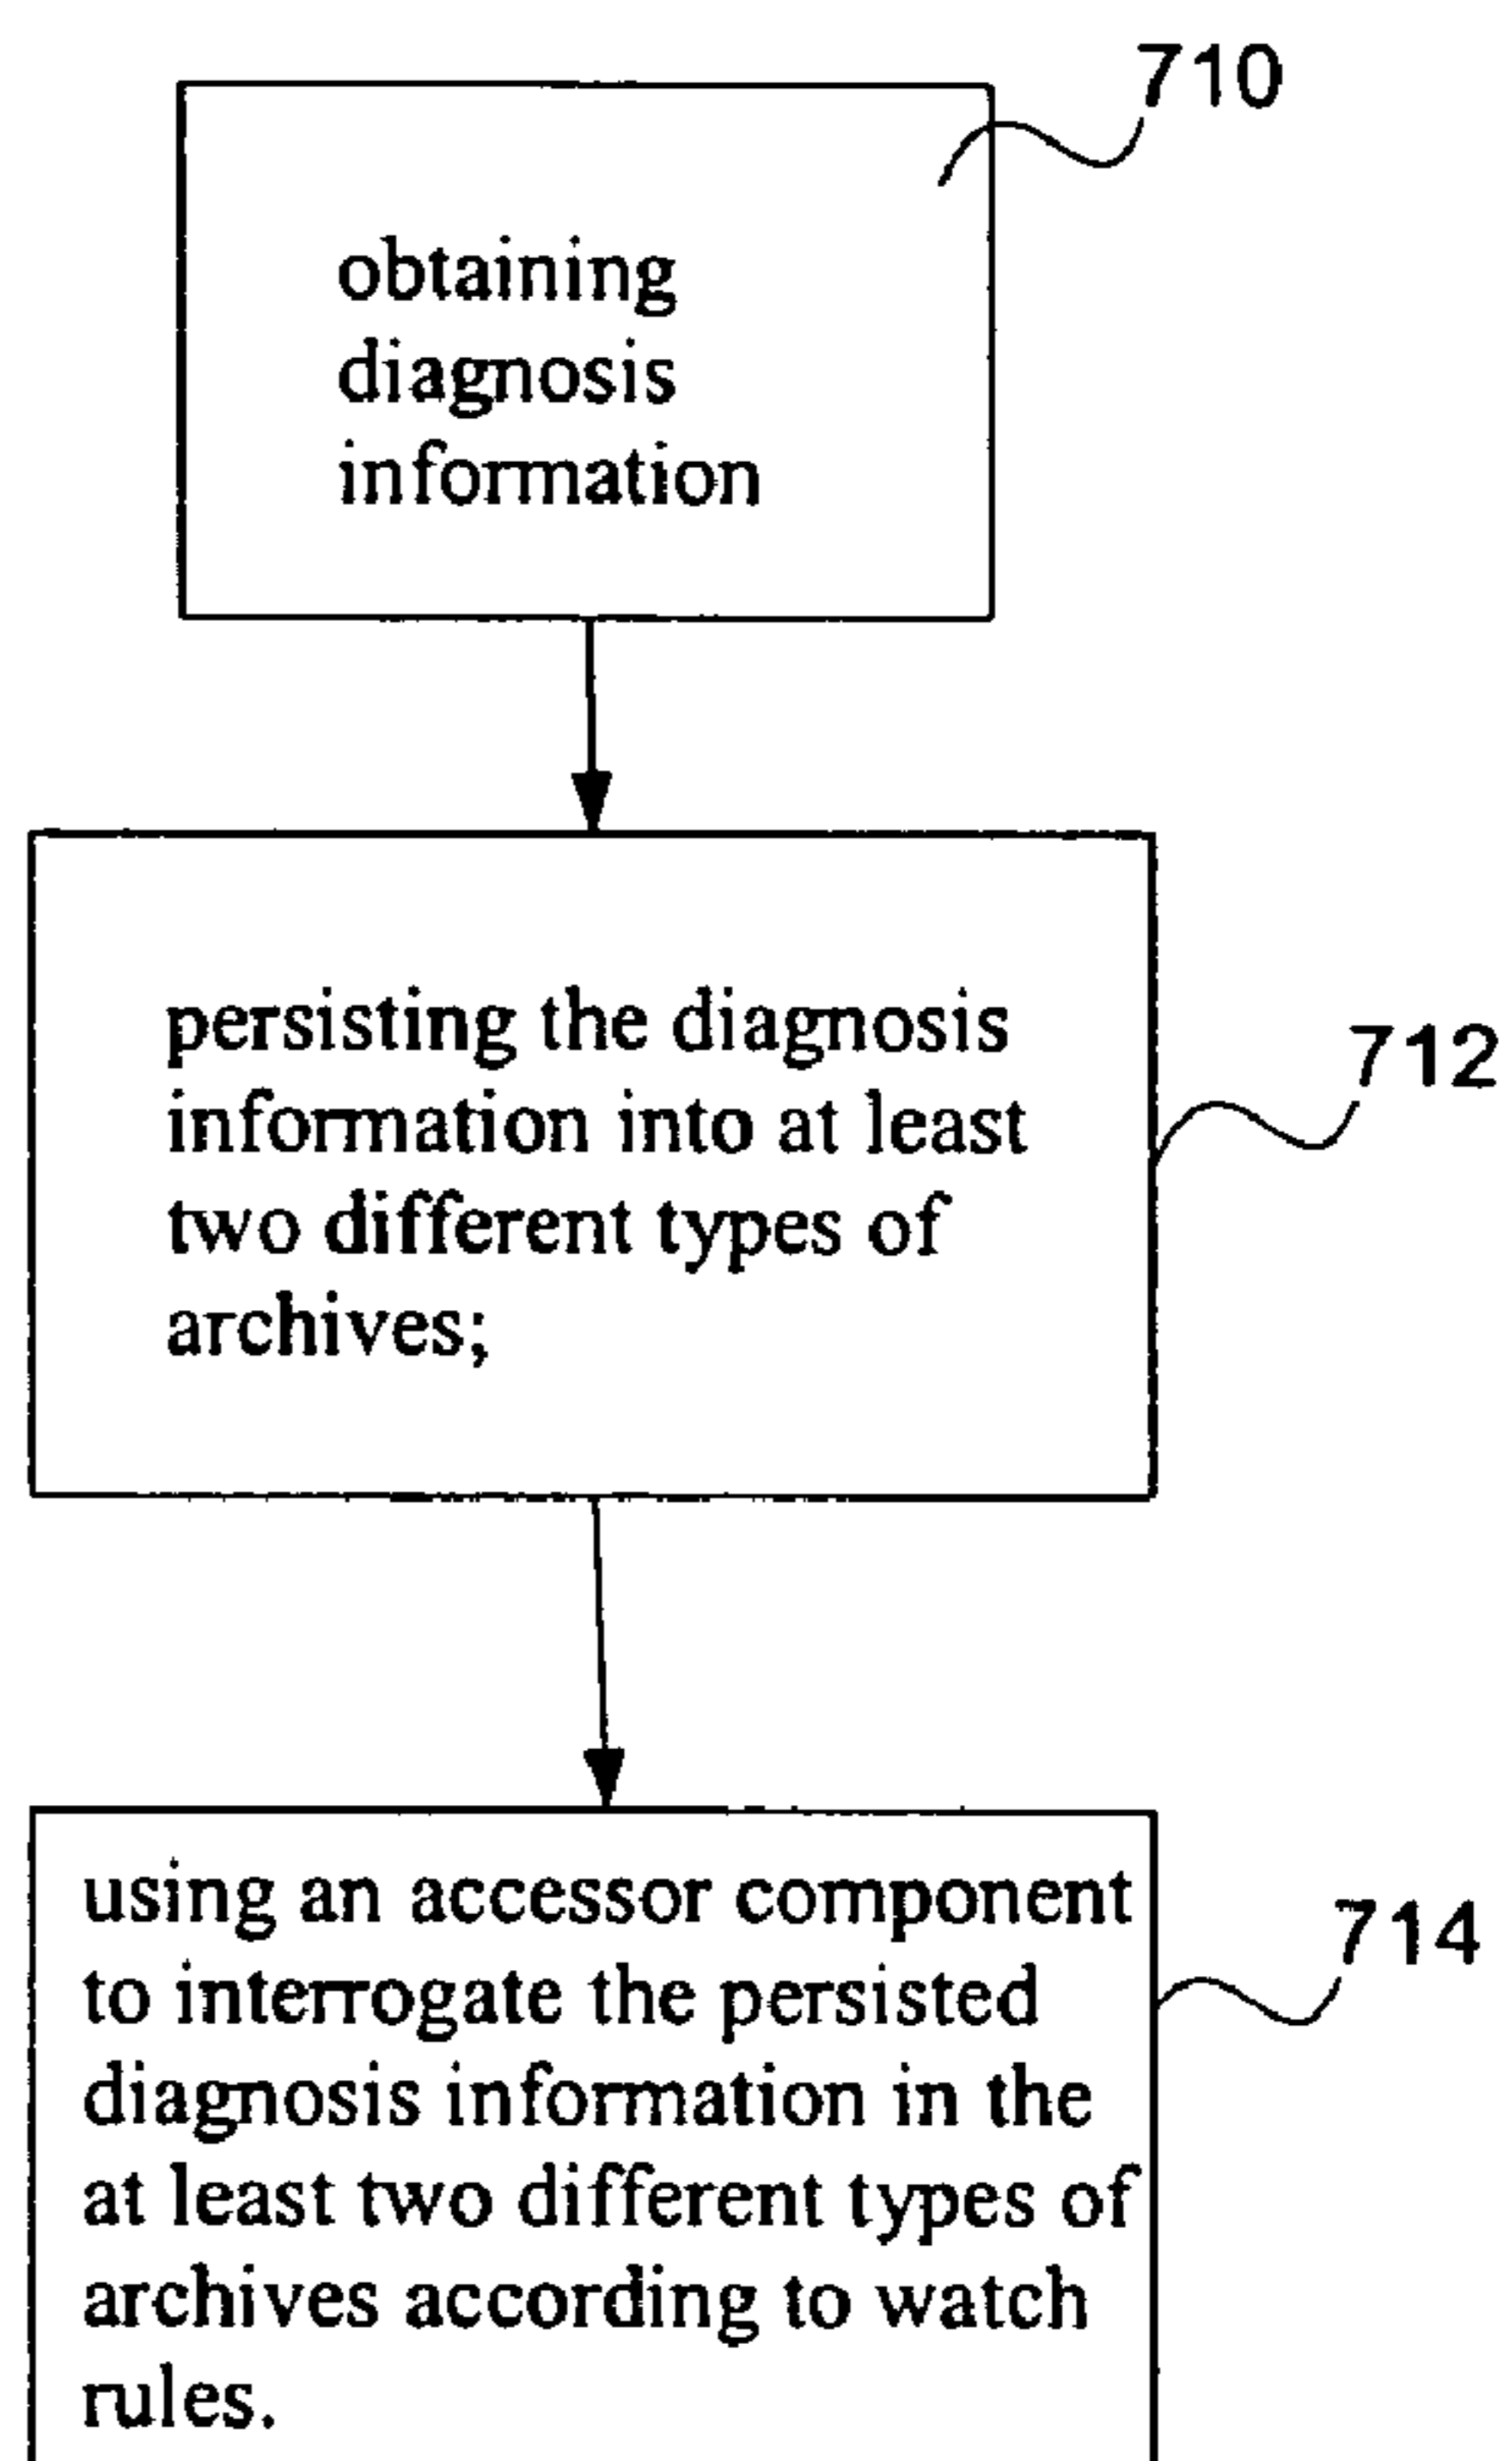 710
obtaining
diagnosis
information
persisting the diagnosis
information into at least
two different types of
archives;
712
using an accessor component
to interrogate the persisted
diagnosis information in the
at least two different types of
archives according to watch
rules.
714